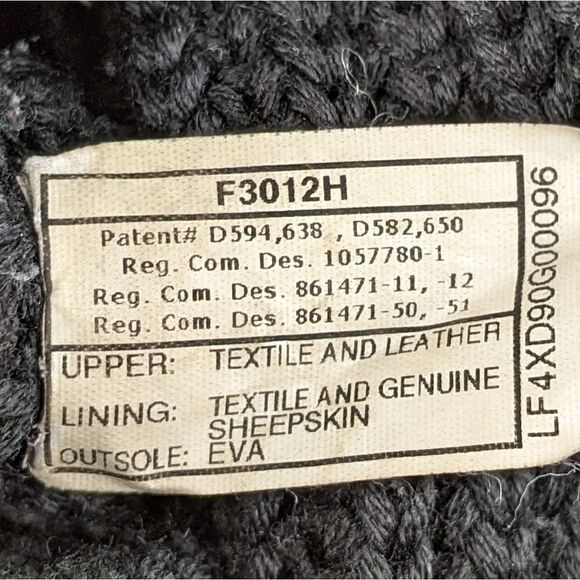 F3012H
Patent# D594,638 , D582,650
Reg. Com. Des. 1057780-1
Reg. Com. Des. 861471-11, -12
Reg. Com. Des. 861471-50, -51
UPPER: TEXTILE AND LEATHER
LINING: TEXTILE AND GENUINE
SHEEPSKIN
OUTSOLE: EVA
LF4XD90G00096